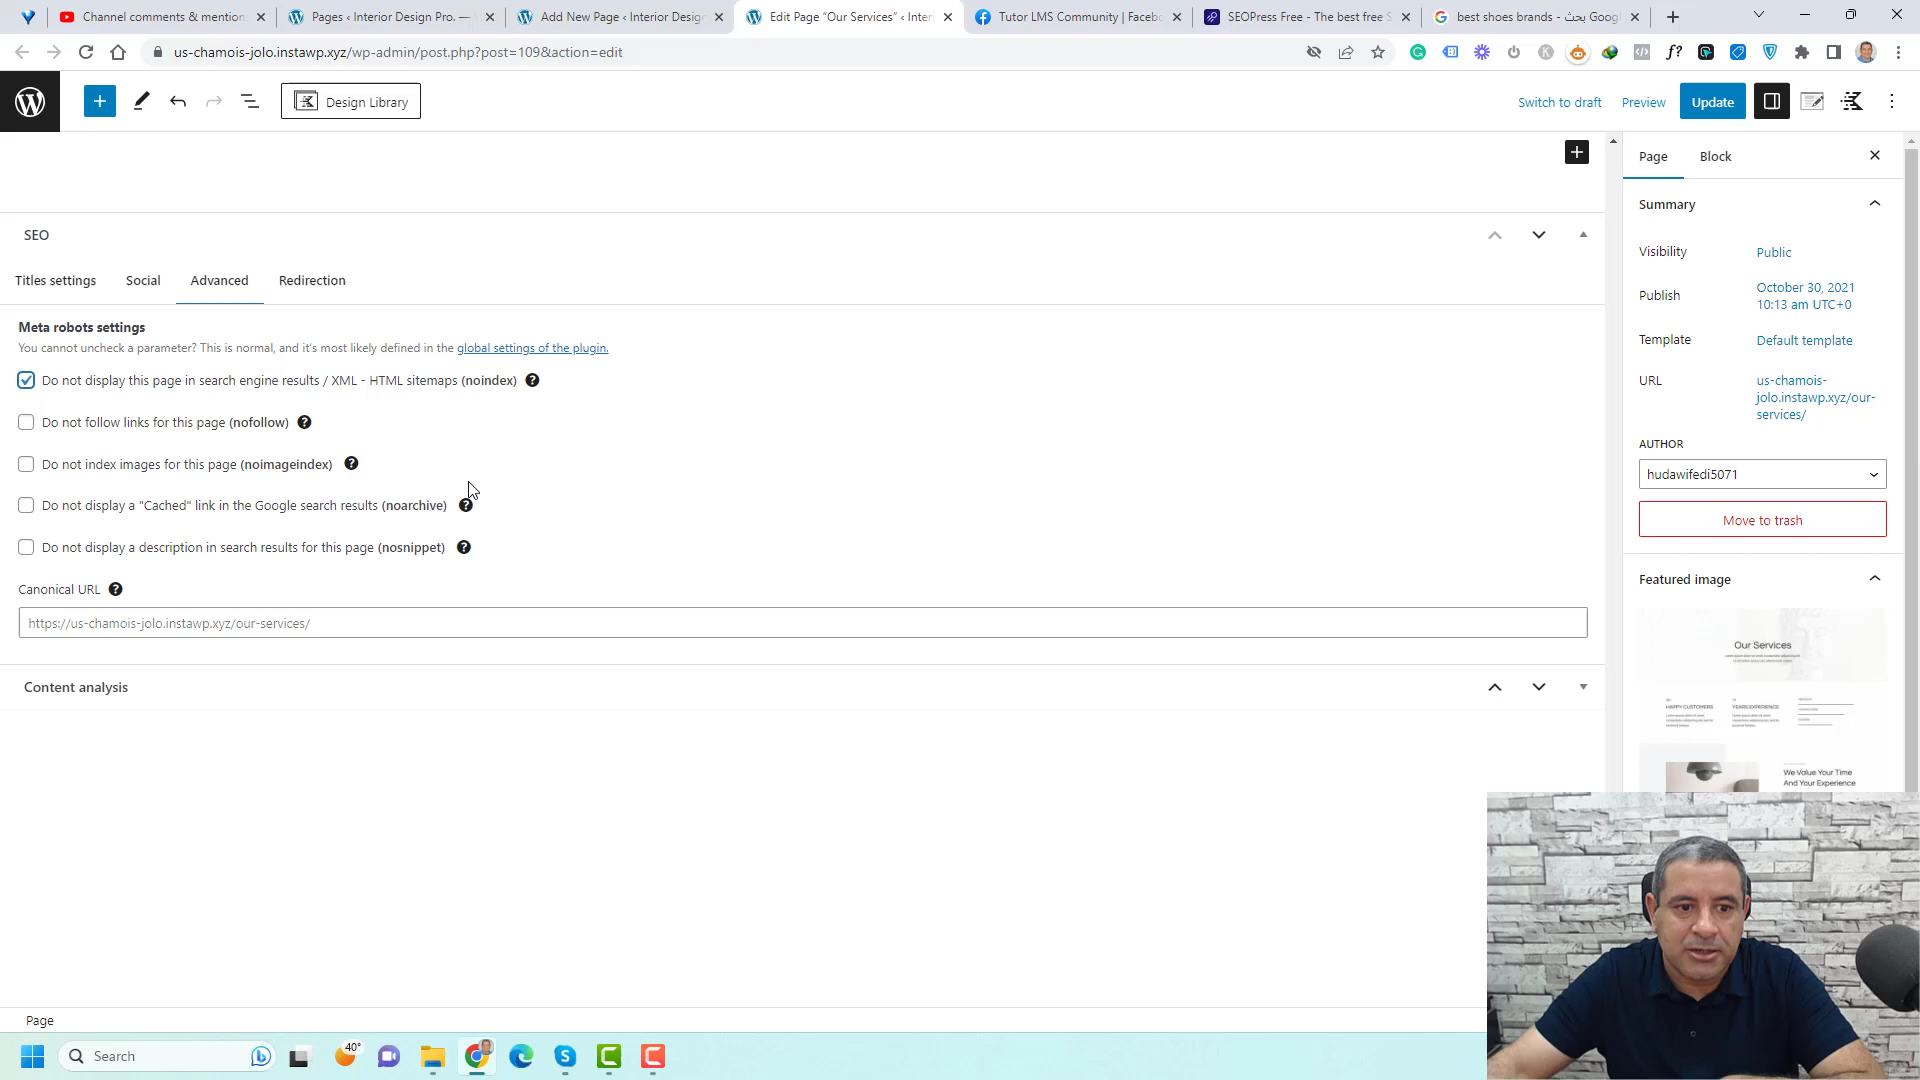 Channel comments & mention
Pages ‹ Interior Design Pro. —
Add New Page ‹ Interior Design
Edit Page “Our Services” ‹ Interi
Tutor LMS Community | Facebo
SEOPress Free - The best free S
best shoes brands - بحث Googl
us-chamois-jolo.instawp.xyz/wp-admin/post.php?post=109&action=edit
Design Library
Switch to draft
Preview
Update
Page
Block
Summary
Visibility
Public
Publish
October 30, 2021
10:13 am UTC+0
Template
Default template
URL
us-chamois-
jolo.instawp.xyz/our-
services/
AUTHOR
hudawifedi5071
Move to trash
Featured image
Our Services
HAPPY CUSTOMERS
YEARS EXPERIENCE
We Value Your Time
And Your Experience
SEO
Titles settings
Social
Advanced
Redirection
Meta robots settings
You cannot uncheck a parameter? This is normal, and it's most likely defined in the global settings of the plugin.
Do not display this page in search engine results / XML - HTML sitemaps (noindex)
Do not follow links for this page (nofollow)
Do not index images for this page (noimageindex)
Do not display a "Cached" link in the Google search results (noarchive)
Do not display a description in search results for this page (nosnippet)
Canonical URL
https://us-chamois-jolo.instawp.xyz/our-services/
Content analysis
Page
Search
40°